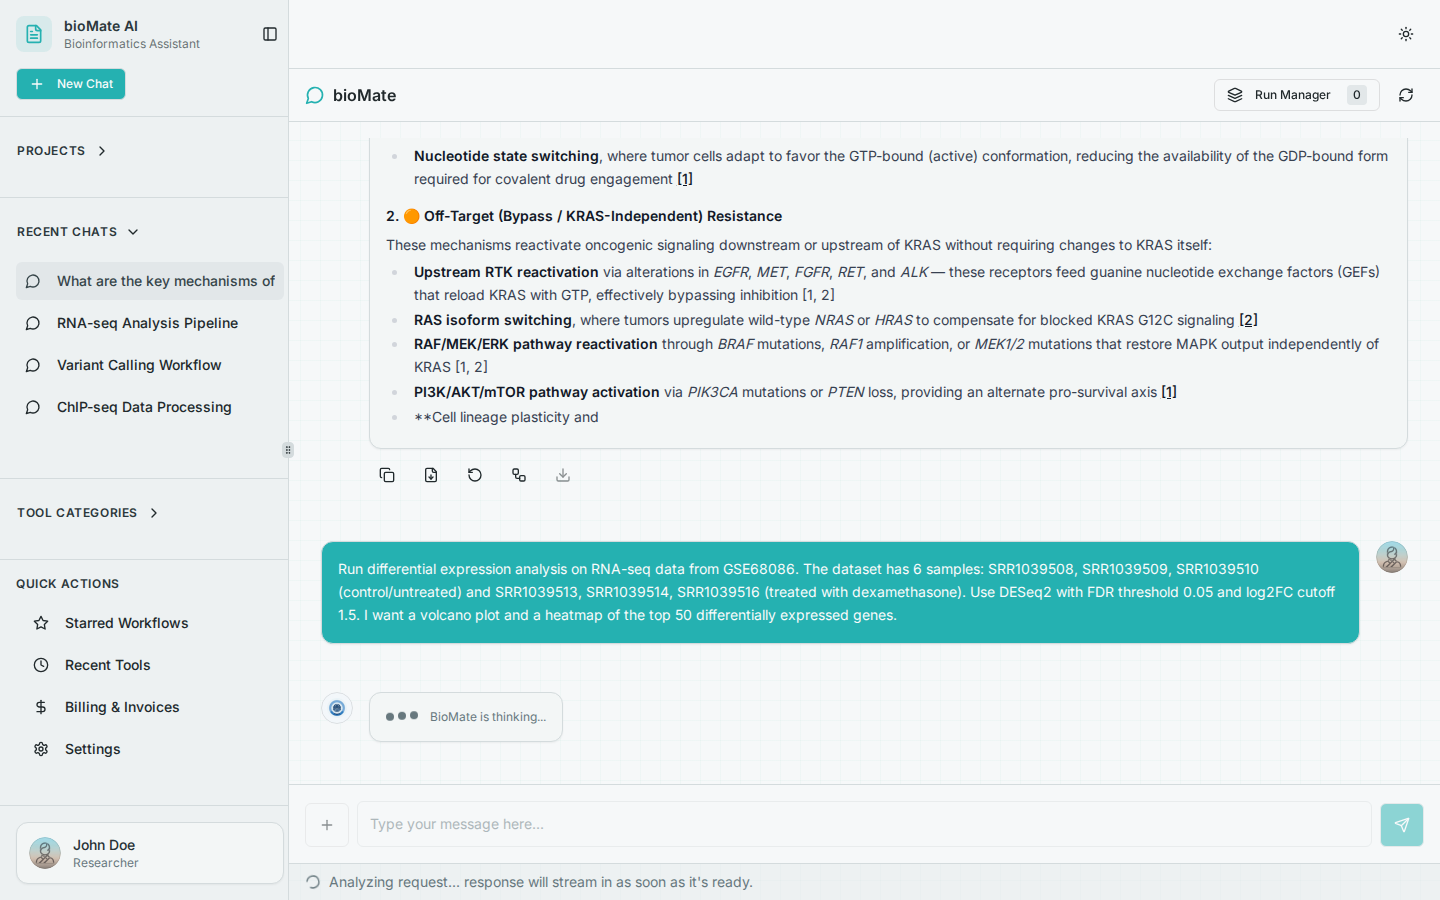 bioMate AI
Bioinformatics Assistant
New Chat
PROJECTS
RECENT CHATS
What are the key mechanisms of
RNA-seq Analysis Pipeline
Variant Calling Workflow
ChIP-seq Data Processing
TOOL CATEGORIES
QUICK ACTIONS
Starred Workflows
Recent Tools
Billing & Invoices
Settings
John Doe
Researcher
bioMate
Run Manager 0
Nucleotide state switching, where tumor cells adapt to favor the GTP-bound (active) conformation, reducing the availability of the GDP-bound form
required for covalent drug engagement [1]
2. 🟠 Off-Target (Bypass / KRAS-Independent) Resistance
These mechanisms reactivate oncogenic signaling downstream or upstream of KRAS without requiring changes to KRAS itself:
Upstream RTK reactivation via alterations in EGFR, MET, FGFR, RET, and ALK — these receptors feed guanine nucleotide exchange factors (GEFs)
that reload KRAS with GTP, effectively bypassing inhibition [1, 2]
RAS isoform switching, where tumors upregulate wild-type NRAS or HRAS to compensate for blocked KRAS G12C signaling [2]
RAF/MEK/ERK pathway reactivation through BRAF mutations, RAF1 amplification, or MEK1/2 mutations that restore MAPK output independently of
KRAS [1, 2]
PI3K/AKT/mTOR pathway activation via PIK3CA mutations or PTEN loss, providing an alternate pro-survival axis [1]
**Cell lineage plasticity and
Run differential expression analysis on RNA-seq data from GSE68086. The dataset has 6 samples: SRR1039508, SRR1039509, SRR1039510
(control/untreated) and SRR1039513, SRR1039514, SRR1039516 (treated with dexamethasone). Use DESeq2 with FDR threshold 0.05 and log2FC cutoff
1.5. I want a volcano plot and a heatmap of the top 50 differentially expressed genes.
BioMate is thinking...
Type your message here...
Analyzing request... response will stream in as soon as it's ready.